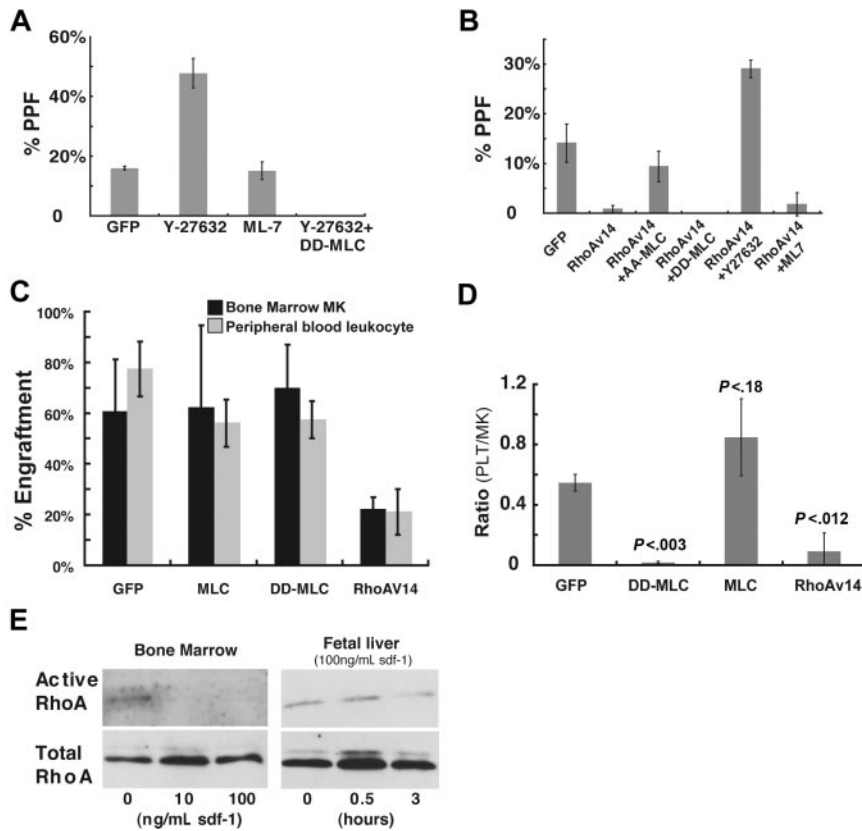 A
60%
40%
20%
0
% PPF
GFP
Y-27632
ML-7
Y-27632+
DD-MLC
B
30%
20%
10%
0
% PPF
GFP
RhoAv14
RhoAv14
+AA-MLC
RhoAv14
+DD-MLC
RhoAv14
+Y27632
RhoAv14
+ML7
C
Bone Marrow MK
Peripheral blood leukocyte
100%
80%
60%
40%
20%
0%
% Engraftment
GFP
MLC
DD-MLC
RhoAV14
D
1.2
0.6
0
Ratio (PLT/MK)
P<.003
P<.18
P<.012
GFP
DD-MLC
MLC
RhoAv14
E
Bone Marrow
Fetal liver
(100ng/mL sdf-1)
Active
RhoA
Total
RhoA
0 10 100
(ng/mL sdf-1)
0 0.5 3
(hours)